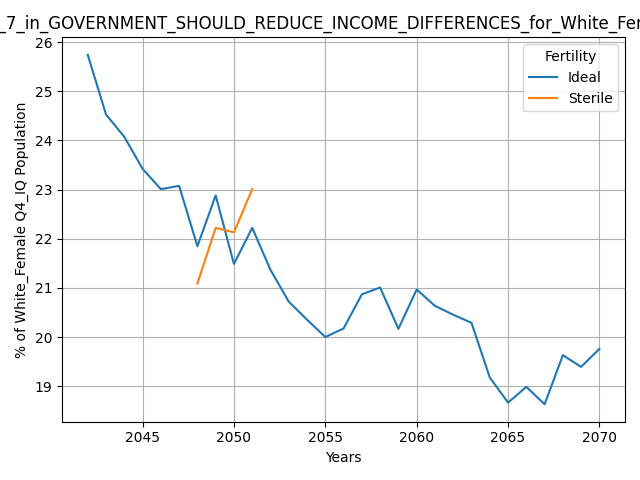 _7_in_GOVERNMENT_SHOULD_REDUCE_INCOME_DIFFERENCES_for_White_Fe
26
25
24
23
22
21
20
19
% of White_Female Q4_IQ Population
Fertility
Ideal
Sterile
2045 2050 2055 2060 2065 2070
Years